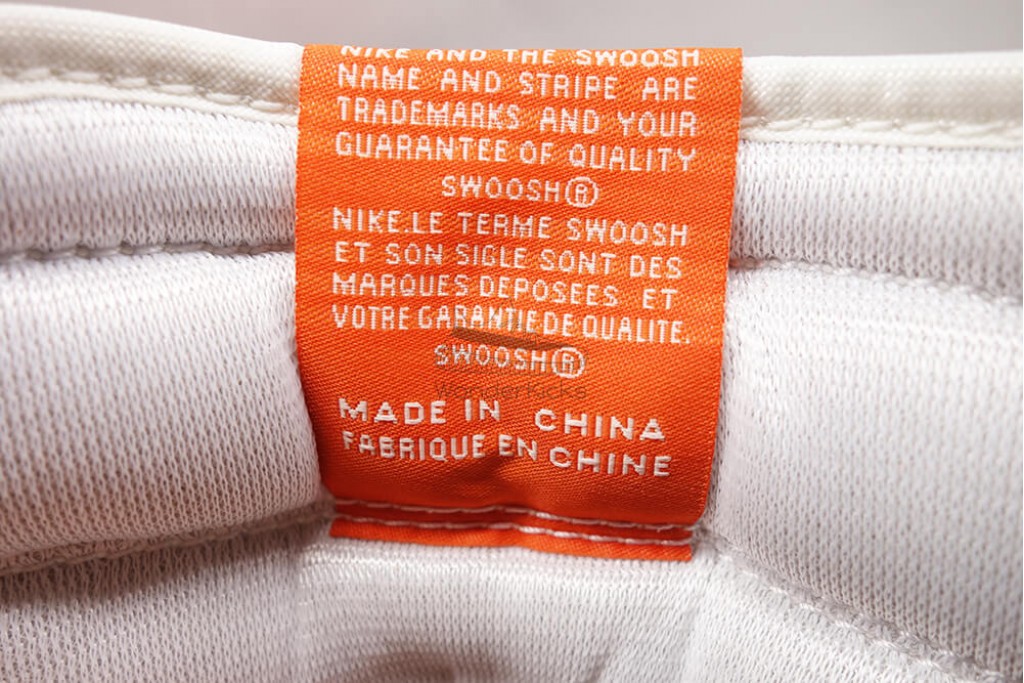 NIKE AND THE SWOOSH
NAME AND STRIPE ARE
TRADEMARKS AND YOUR
GUARANTEE OF QUALITY
SWOOSH®
NIKE.LE TERME SWOOSH
ET SON SIGLE SONT DES
MARQUES DEPOSEES ET
VOTRE GARANTIE DE QUALITE.
SWOOSH®
WonderKicks
MADE IN CHINA
FABRIQUE EN CHINE